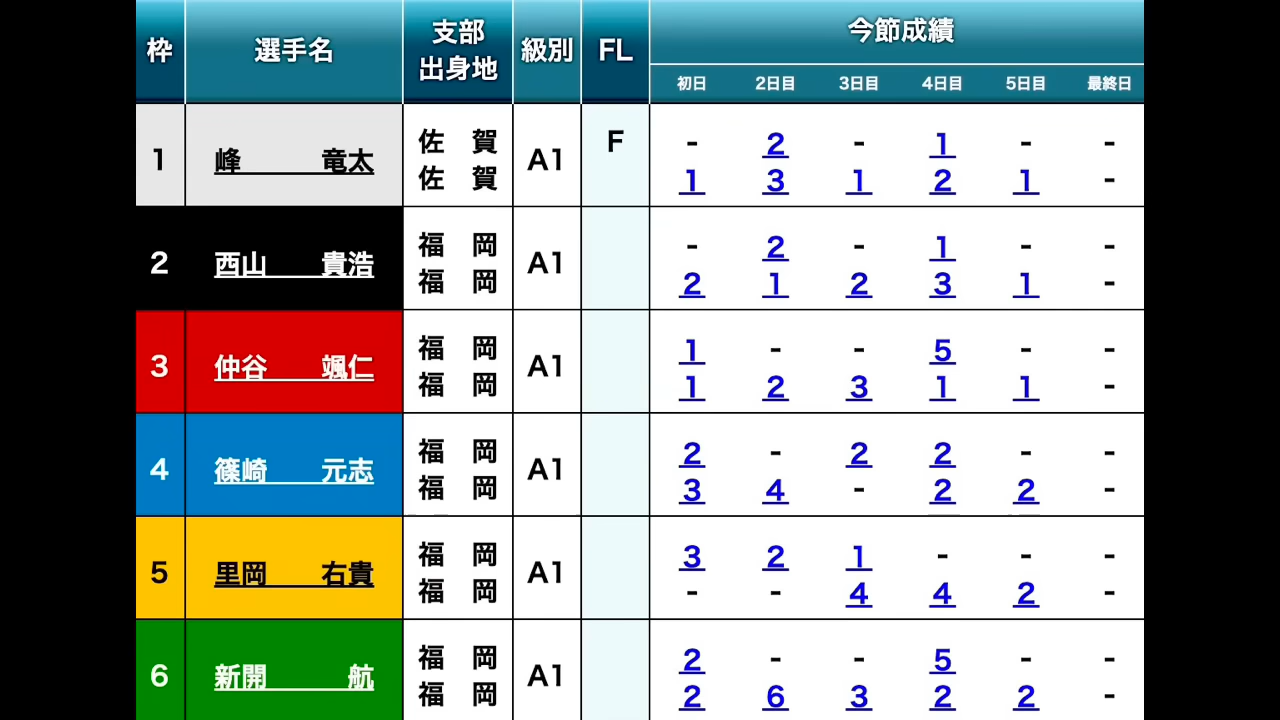 枠 選手名 支部 出身地 級別 FL 今節成績
初日 2日目 3日目 4日目 5日目 最終日
1 峰 竜太 佐賀 佐賀 A1 F
- 2 - 1 - -
1 3 1 2 1 -
2 西山 貴浩 福岡 福岡 A1
- 2 - 1 - -
2 1 2 3 1 -
3 仲谷 颯仁 福岡 福岡 A1
1 - - 5 - -
1 2 3 1 1 -
4 篠崎 元志 福岡 福岡 A1
2 - 2 2 - -
3 4 - 2 2 -
5 里岡 右貴 福岡 福岡 A1
3 2 1 - - -
- - 4 4 2 -
6 新開 航 福岡 福岡 A1
2 - - 5 - -
2 6 3 2 2 -